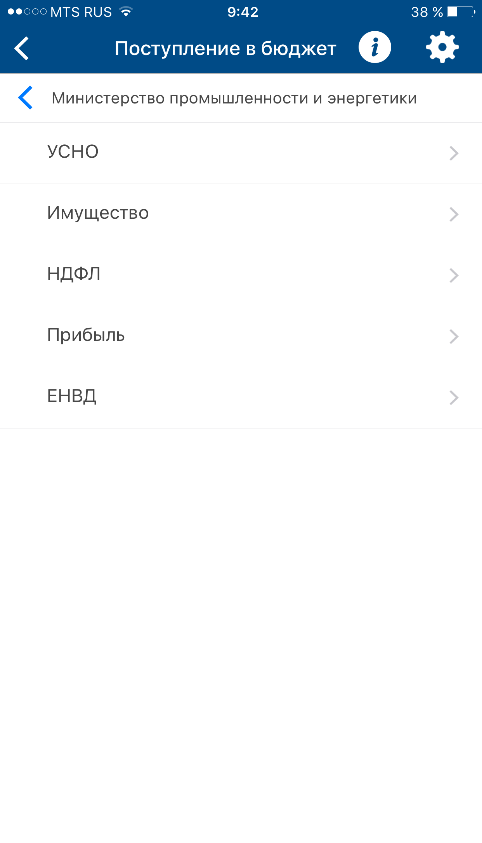 MTS RUS 9:42 38 %
Поступление в бюджет
Министерство промышленности и энергетики
УСНО
Имущество
НДФЛ
Прибыль
ЕНВД